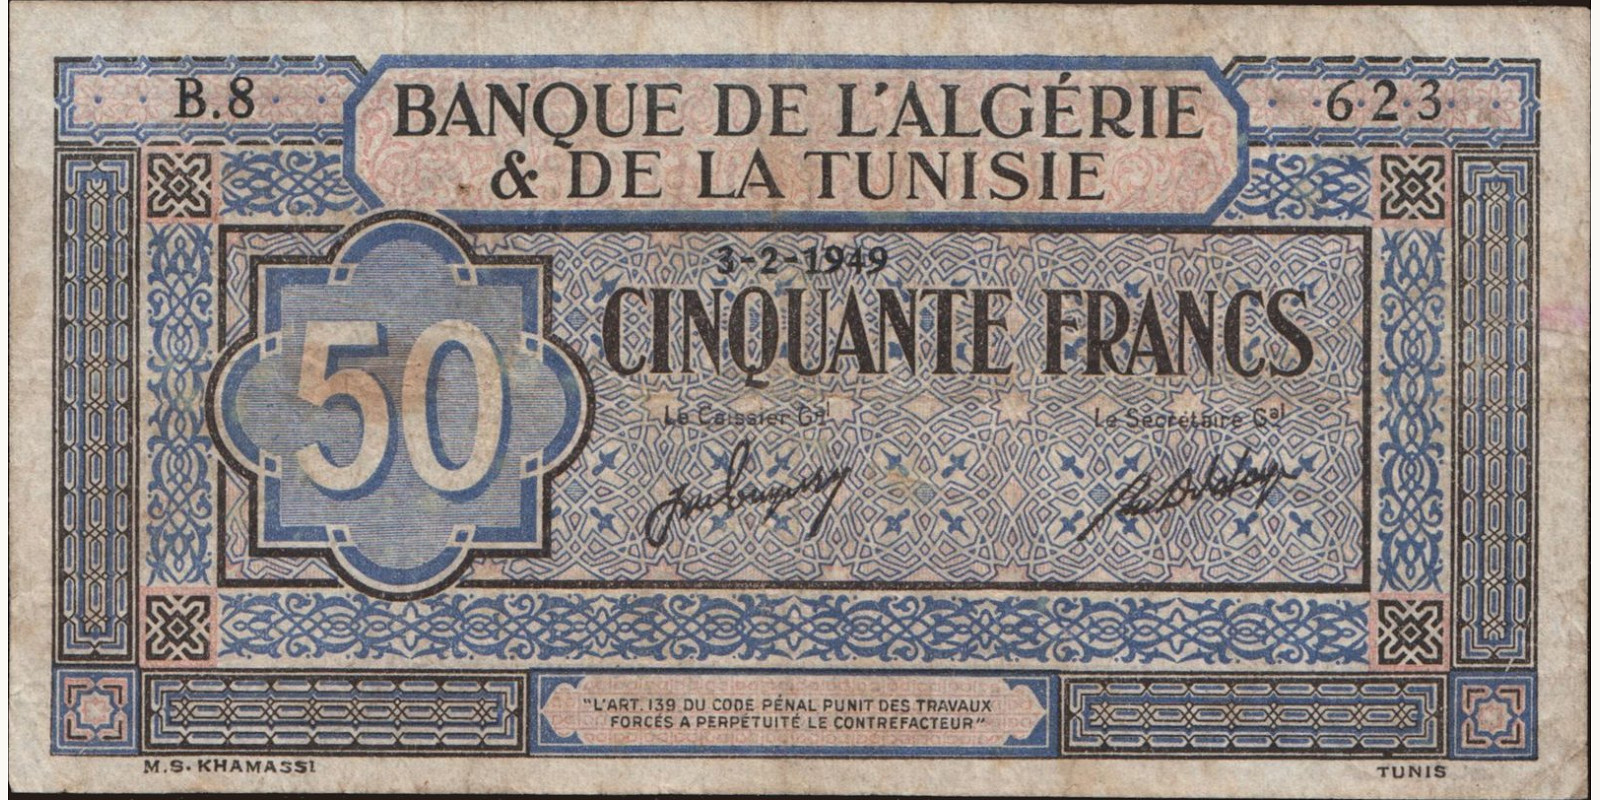 B.8
BANQUE DE L'ALGÉRIE
& DE LA TUNISIE
6·2·3
3-2-1949
CINQUANTE FRANCS
50
Le Caissier Gal
Le Secrétaire Gal
"L'ART. 139 DU CODE PÉNAL PUNIT DES TRAVAUX
FORCÉS A PERPÉTUITÉ LE CONTREFACTEUR"
M.S. KHAMASSI
TUNIS